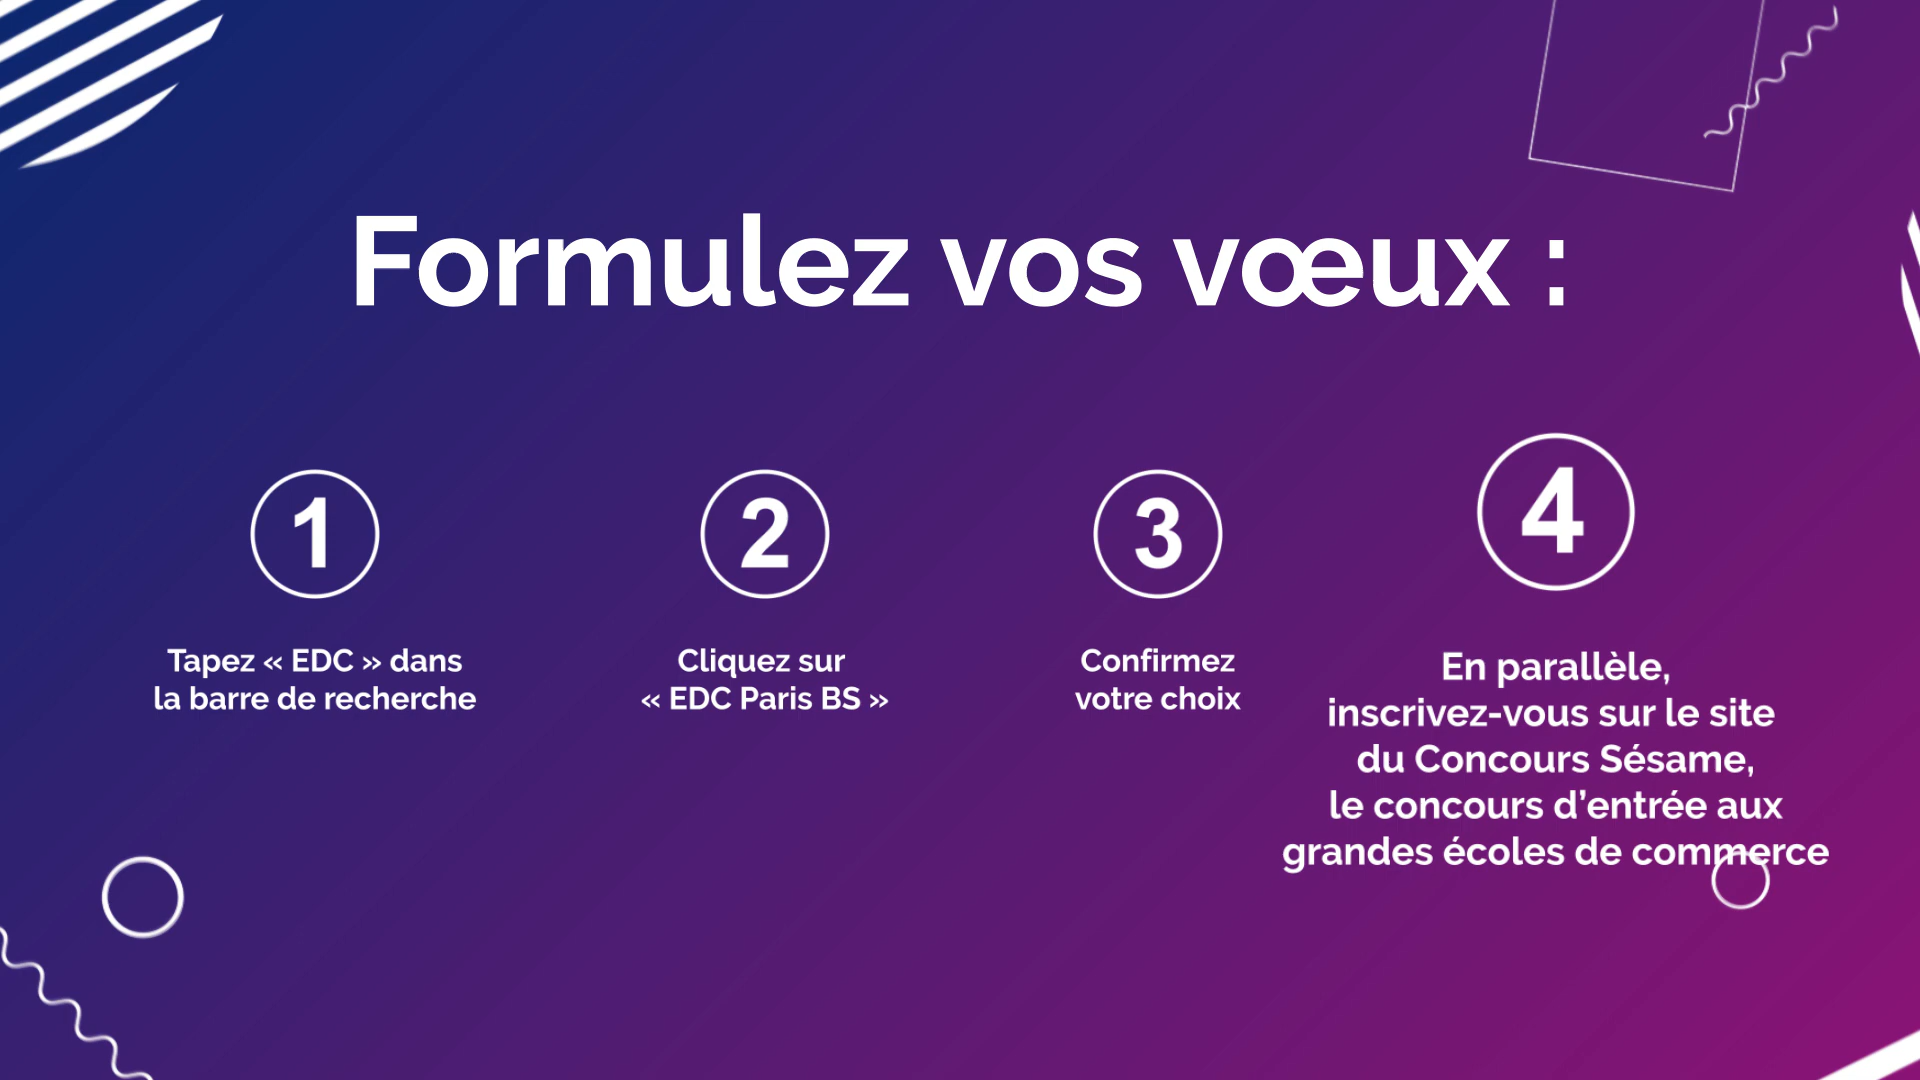 Formulez vos vœux :
1
Tapez « EDC » dans
la barre de recherche
2
Cliquez sur
« EDC Paris BS »
3
Confirmez
votre choix
4
En parallèle,
inscrivez-vous sur le site
du Concours Sésame,
le concours d’entrée aux
grandes écoles de commerce